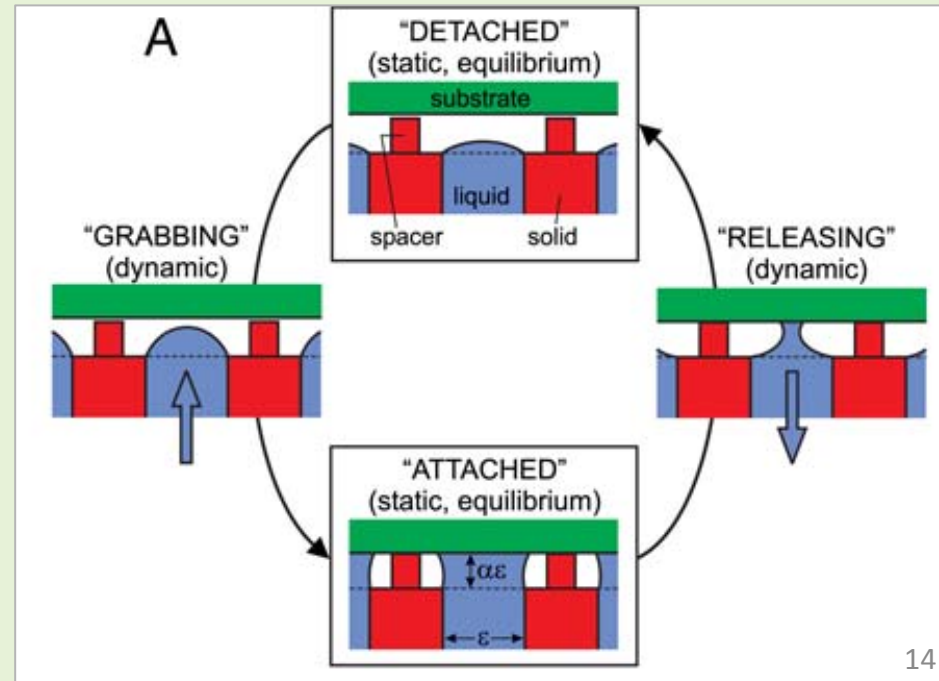 A
“DETACHED”
(static, equilibrium)
substrate
liquid
spacer
solid
“GRABBING”
(dynamic)
“RELEASING”
(dynamic)
“ATTACHED”
(static, equilibrium)
αε
ε
14